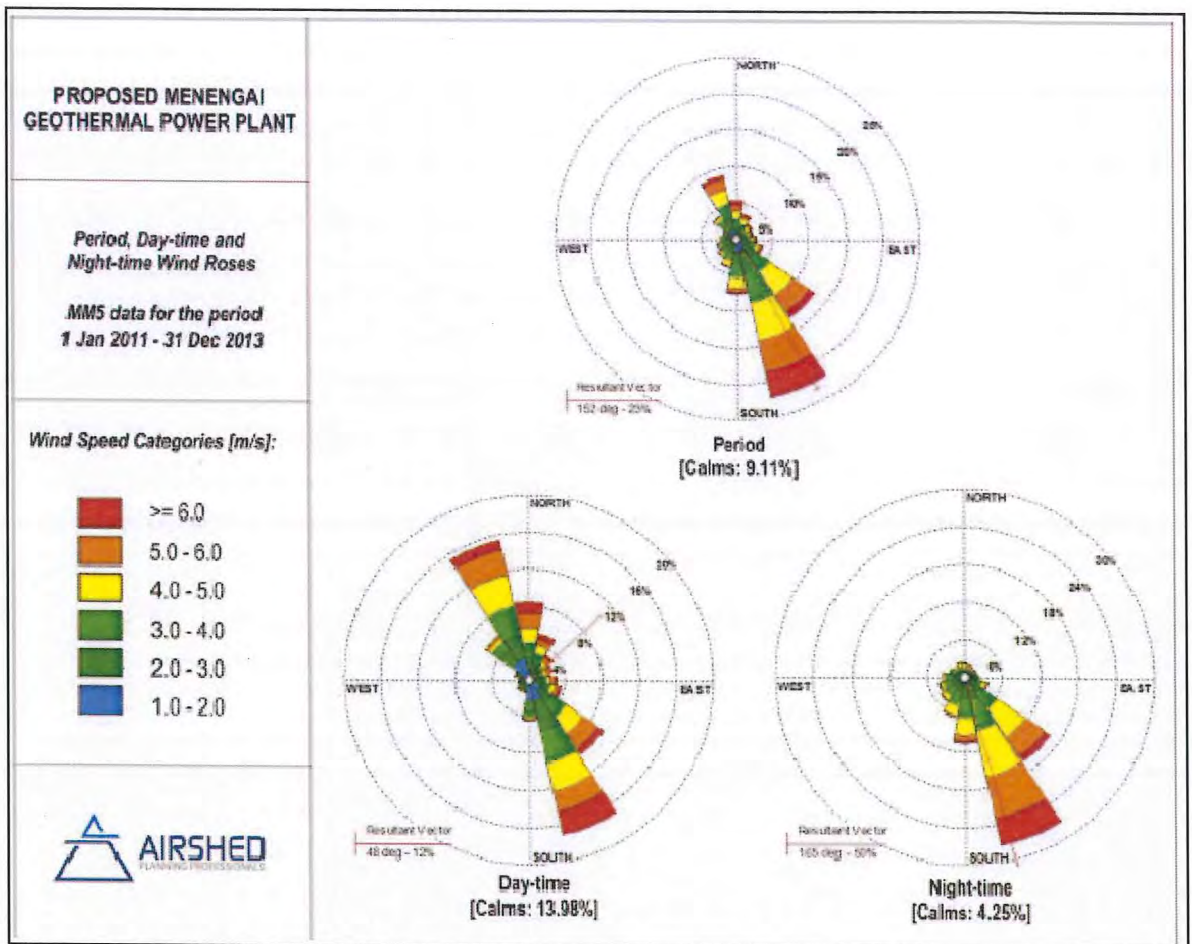 PROPOSED MENENGAI
GEOTHERMAL POWER PLANT
Period, Day-time and
Night-time Wind Roses
MM5 data for the period
1 Jan 2011 - 31 Dec 2013
Wind Speed Categories [m/s]:
>= 6.0
5.0 - 6.0
4.0 - 5.0
3.0 - 4.0
2.0 - 3.0
1.0 - 2.0
AIRSHED
PLANNING PROFESSIONALS
NORTH
20%
15%
10%
5%
WEST
EAST
SOUTH
Resultant Vector
152 deg - 23%
Period
[Calms: 9.11%]
NORTH
20%
16%
12%
8%
4%
WEST
EAST
SOUTH
Resultant Vector
48 deg - 12%
Day-time
[Calms: 13.98%]
NORTH
30%
24%
18%
12%
6%
WEST
EAST
SOUTH
Resultant Vector
165 deg - 50%
Night-time
[Calms: 4.25%]